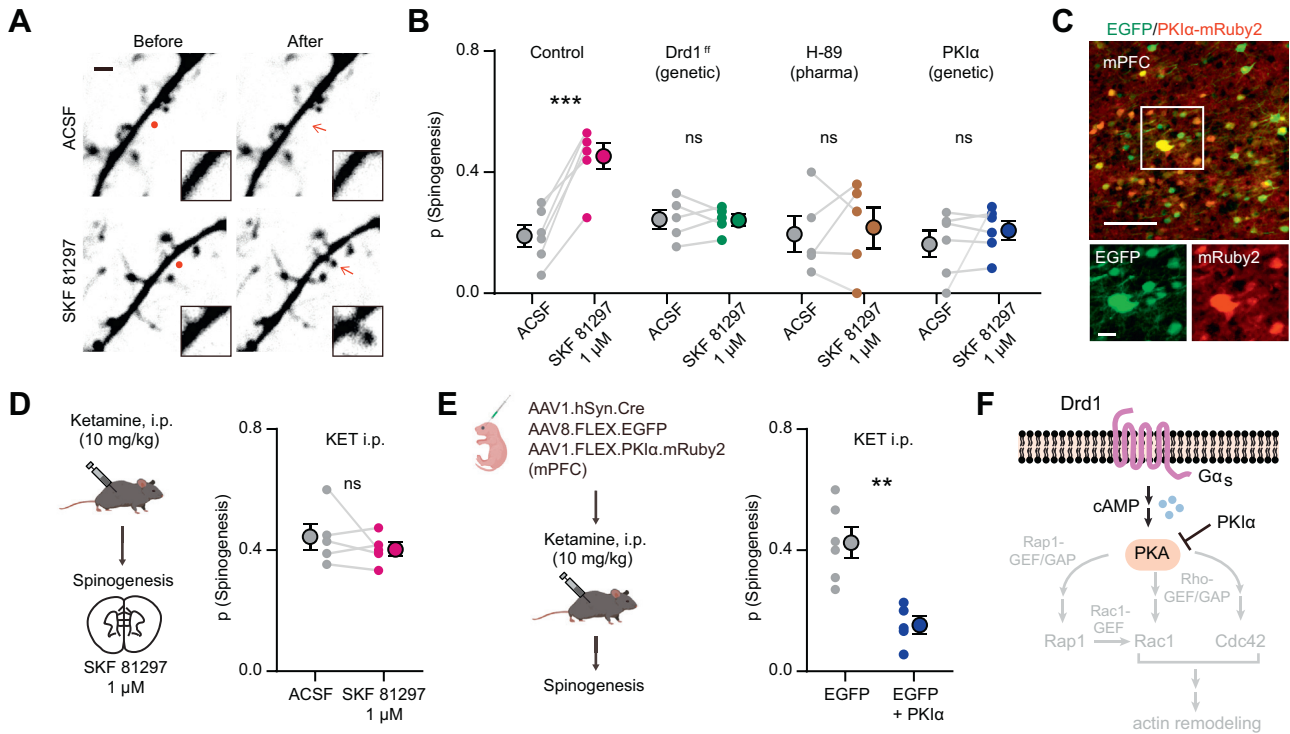 A
Before
After
ACSF
SKF 81297
B
0.8
0.4
0.0
p (Spinogenesis)
Control
***
Drd1ᶠᶠ
(genetic)
ns
H-89
(pharma)
ns
PKIα
(genetic)
ns
ACSF
SKF 81297
1 µM
ACSF
SKF 81297
1 µM
ACSF
SKF 81297
1 µM
ACSF
SKF 81297
1 µM
C
EGFP/PKIα-mRuby2
mPFC
EGFP
mRuby2
D
Ketamine, i.p.
(10 mg/kg)
Spinogenesis
SKF 81297
1 µM
0.8
0.4
0.0
p (Spinogenesis)
KET i.p.
ns
ACSF
SKF 81297
1 µM
E
AAV1.hSyn.Cre
AAV8.FLEX.EGFP
AAV1.FLEX.PKIα.mRuby2
(mPFC)
Ketamine, i.p.
(10 mg/kg)
Spinogenesis
0.8
0.4
0.0
p (Spinogenesis)
KET i.p.
**
EGFP
EGFP
+ PKIα
F
Drd1
Gαs
cAMP
PKIα
PKA
Rap1-
GEF/GAP
Rho-
GEF/GAP
Rac1-
GEF
Rap1
Rac1
Cdc42
actin remodeling